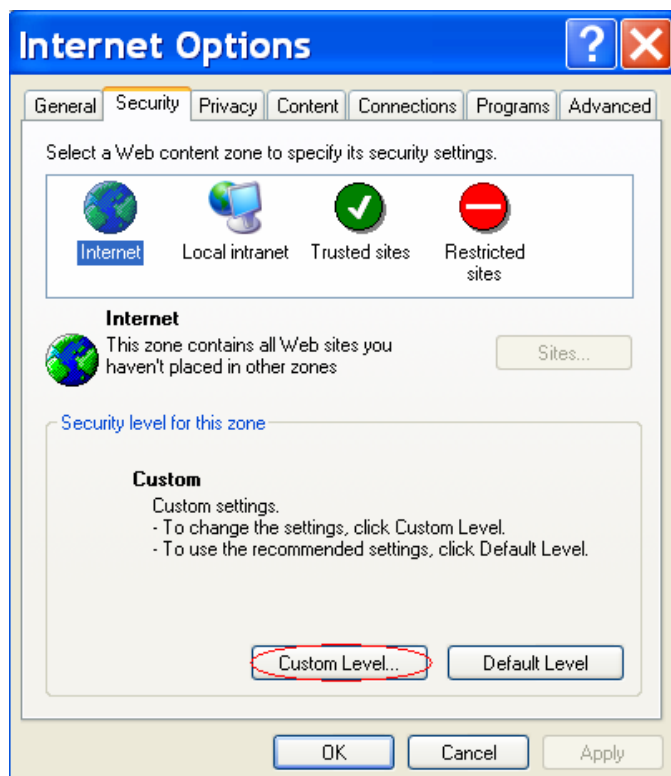 Internet Options
?
General Security Privacy Content Connections Programs Advanced
Select a Web content zone to specify its security settings.
Internet Local intranet Trusted sites Restricted
sites
Internet
This zone contains all Web sites you
haven't placed in other zones
Sites...
Security level for this zone
Custom
Custom settings.
- To change the settings, click Custom Level.
- To use the recommended settings, click Default Level.
Custom Level... Default Level
OK Cancel Apply